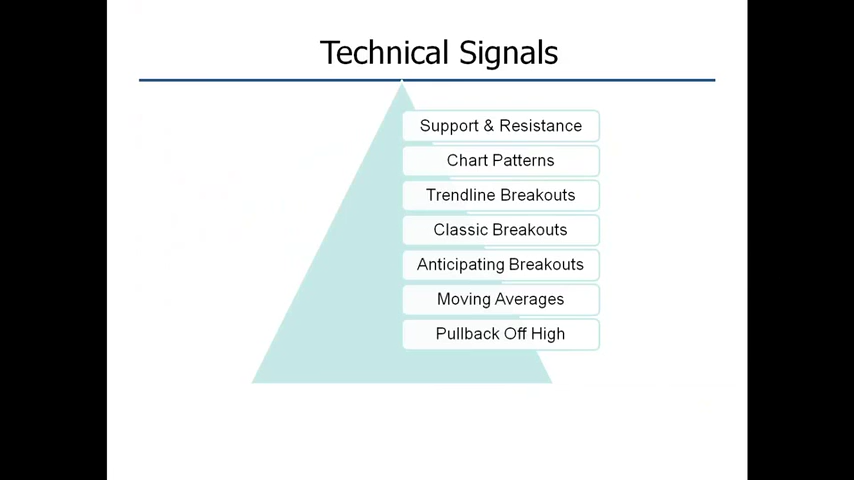 Technical Signals
Support & Resistance
Chart Patterns
Trendline Breakouts
Classic Breakouts
Anticipating Breakouts
Moving Averages
Pullback Off High